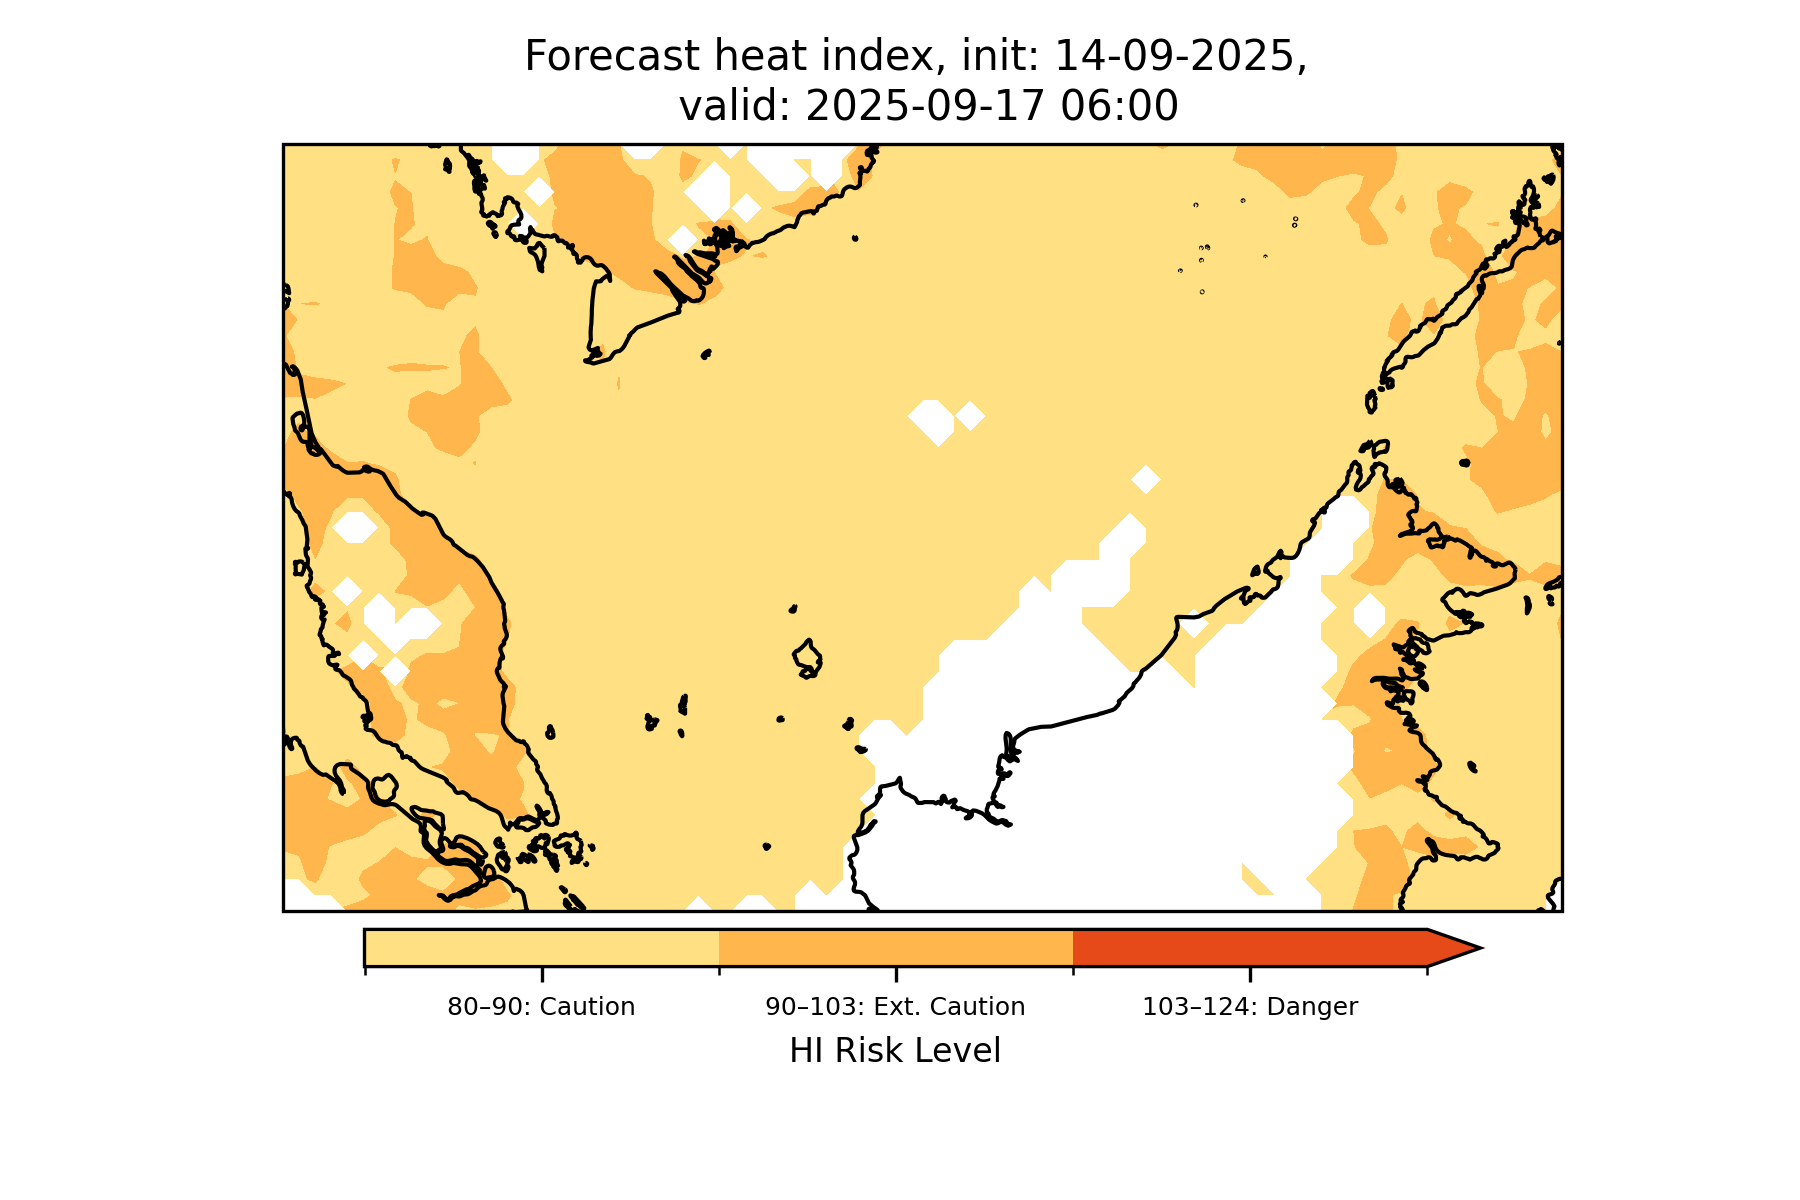 Forecast heat index, init: 14-09-2025,
valid: 2025-09-17 06:00
80–90: Caution
90–103: Ext. Caution
103–124: Danger
HI Risk Level